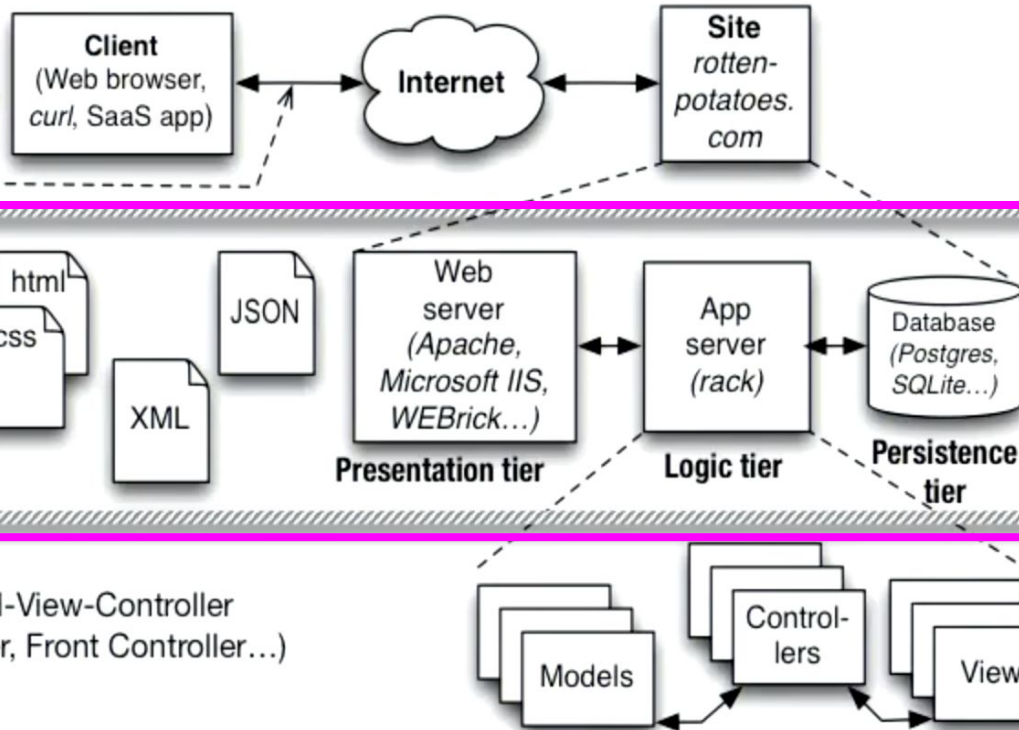 Client
(Web browser,
curl, SaaS app)
Internet
Site
rotten-
potatoes.
com
html
css
XML
JSON
Web
server
(Apache,
Microsoft IIS,
WEBrick…)
Presentation tier
App
server
(rack)
Logic tier
Database
(Postgres,
SQLite…)
Persistence
tier
l-View-Controller
r, Front Controller…)
Models
Control-
lers
View